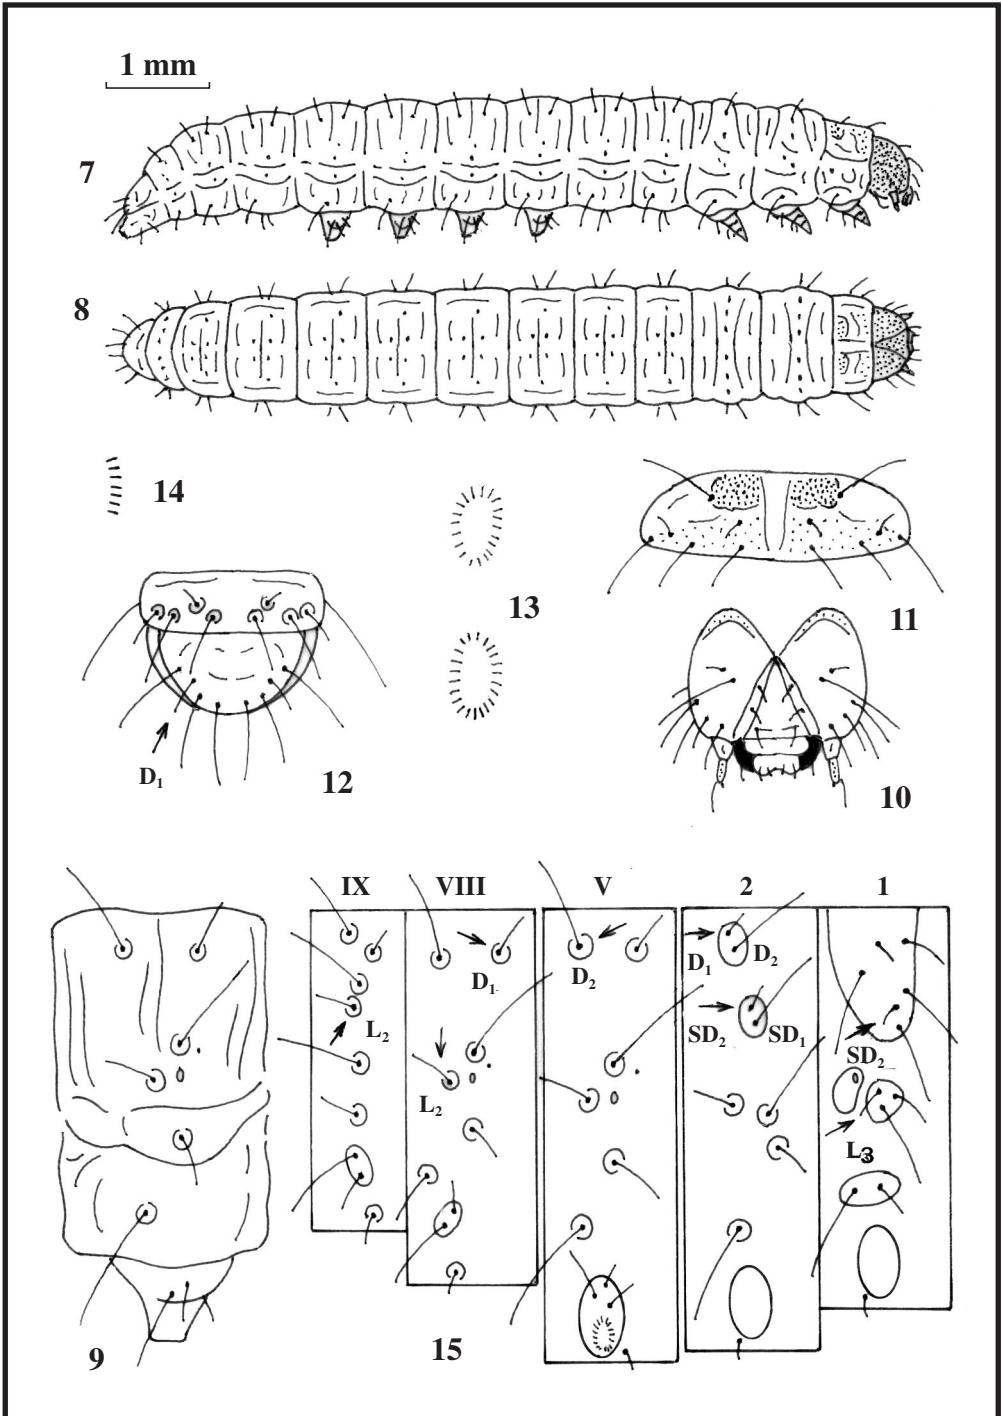 1 mm
7
8
14
13
11
12
D₁
10
IX VIII V 2 1
D₁
D₂
D₁ D₂
L₂
SD₂ SD₁
SD₂
L₂
L3
9
15